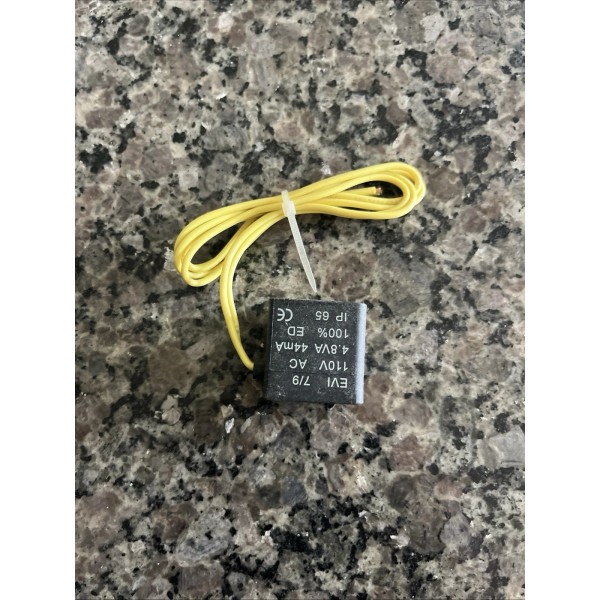 EVI 7/9
110V AC
4.8VA 44mA
100% ED
IP 65 CE